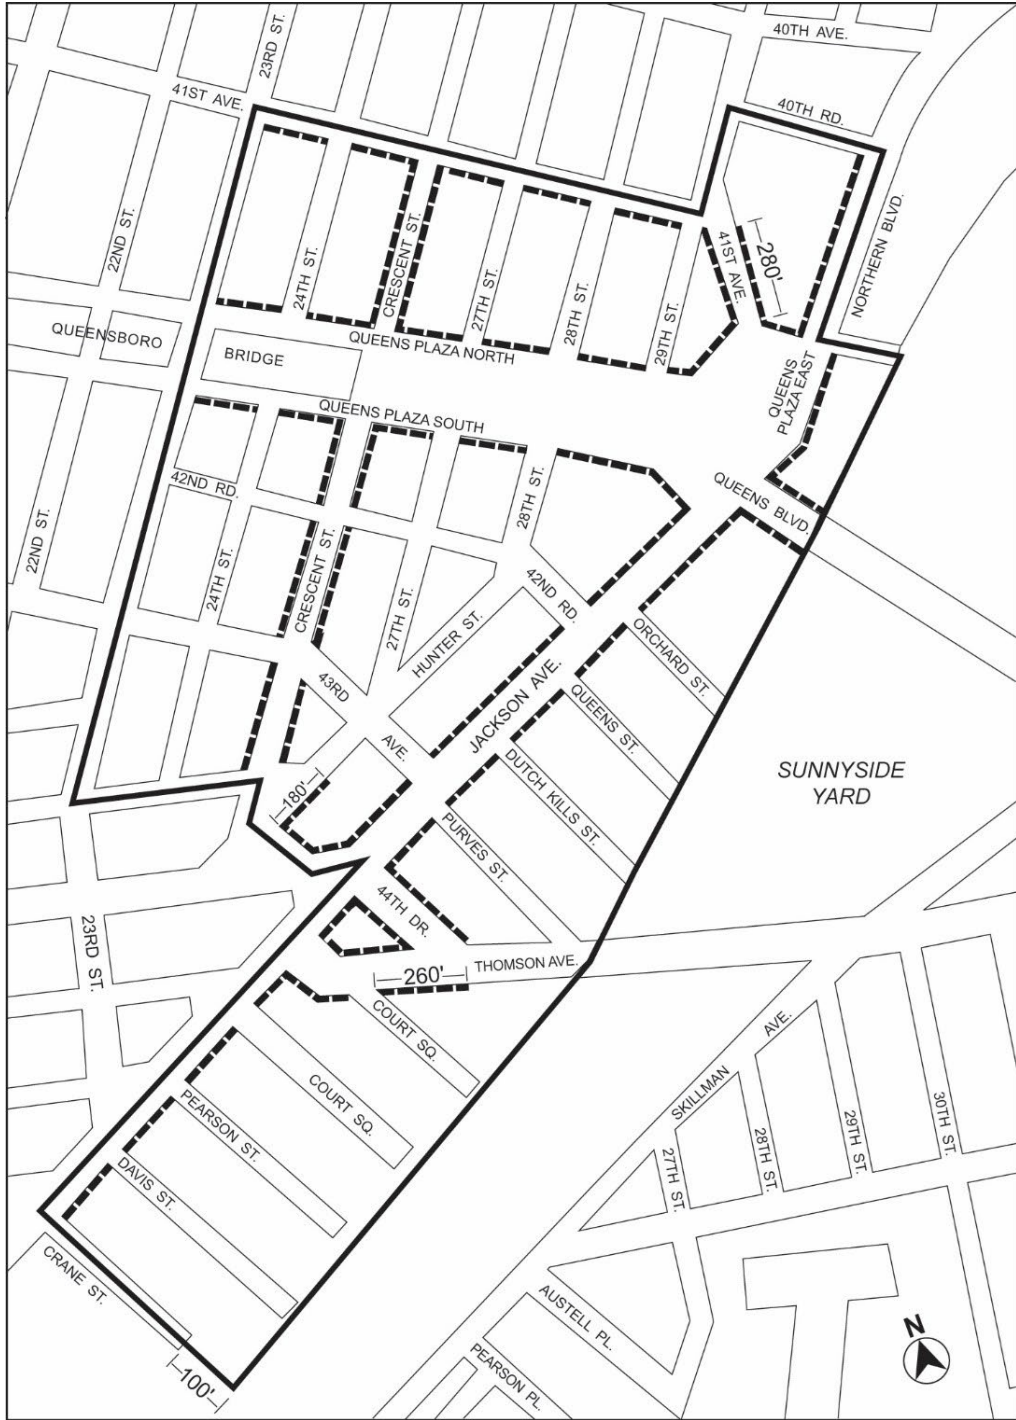 40TH AVE.
23RD ST.
41ST AVE.
40TH RD.
22ND ST.
24TH ST.
CRESCENT ST.
27TH ST.
28TH ST.
29TH ST.
41ST AVE.
280'
NORTHERN BLVD.
QUEENSBORO
BRIDGE
QUEENS PLAZA NORTH
QUEENS
PLAZA EAST
QUEENS PLAZA SOUTH
42ND RD.
28TH ST.
QUEENS BLVD.
22ND ST.
24TH ST.
CRESCENT ST.
27TH ST.
HUNTER ST.
42ND RD.
ORCHARD ST.
43RD
AVE.
JACKSON AVE.
QUEENS ST.
DUTCH KILLS ST.
SUNNYSIDE
YARD
180'
PURVES ST.
44TH DR.
23RD ST.
THOMSON AVE.
260'
COURT SQ.
COURT SQ.
PEARSON ST.
DAVIS ST.
CRANE ST.
100'
SKILLMAN
AVE.
27TH ST.
28TH ST.
29TH ST.
30TH ST.
AUSTELL PL.
PEARSON PL.
N